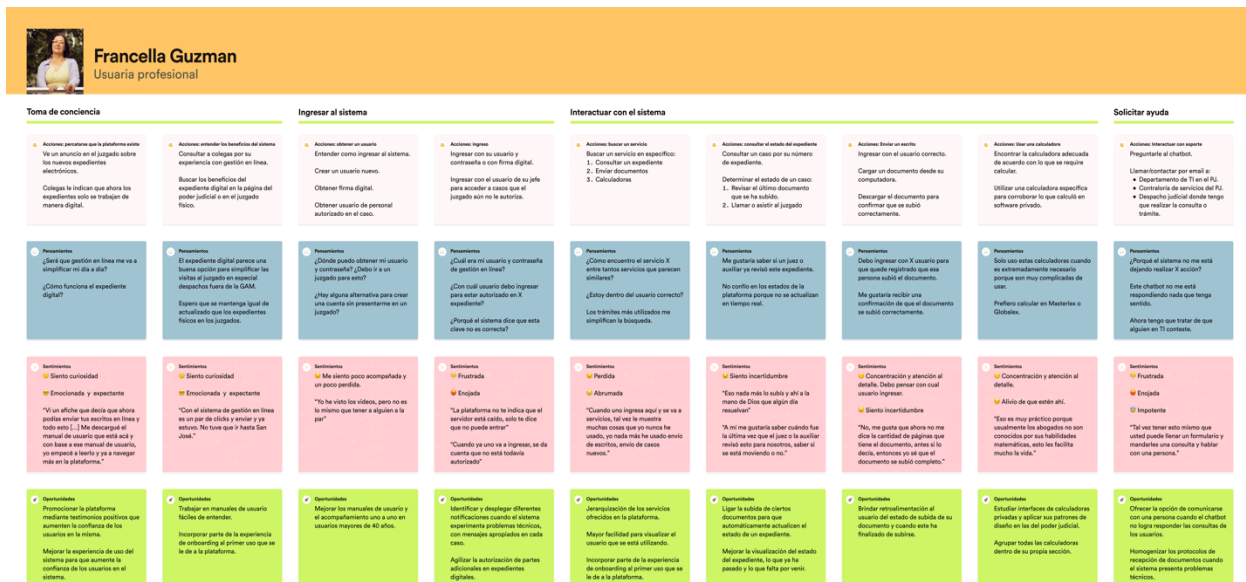 Francella Guzman
Usuaria profesional
Toma de conciencia
Ingresar al sistema
Interactuar con el sistema
Solicitar ayuda
Acciones: percatarse que la plataforma existe
Ve un anuncio en el juzgado sobre
los nuevos expedientes
electrónicos.
Colegas le indican que ahora los
expedientes solo se trabajan de
manera digital.
Acciones: entender los beneficios del sistema
Consultar a colegas por su
experiencia con gestión en línea.
Buscar los beneficios del
expediente digital en la página del
poder judicial o en el juzgado
físico.
Acciones: obtener un usuario
Entender como ingresar al sistema.
Crear un usuario nuevo.
Obtener firma digital.
Obtener usuario de personal
autorizado en el caso.
Acciones: ingreso
Ingresar con su usuario y
contraseña o con firma digital.
Ingresar con el usuario de su jefe
para acceder a casos que el
juzgado aún no le autoriza.
Acciones: buscar un servicio
Buscar un servicio en específico:
1. Consultar un expediente
2. Enviar documentos
3. Calculadoras
Acciones: consultar el estado del expediente
Consultar un caso por su número
de expediente.
Determinar el estado de un caso:
1. Revisar el último documento
que se ha subido.
2. Llamar o asistir al juzgado
Acciones: Enviar un escrito
Ingresar con el usuario correcto.
Cargar un documento desde su
computadora.
Descargar el documento para
confirmar que se subió
correctamente.
Acciones: Usar una calculadora
Encontrar la calculadora adecuada
de acuerdo con lo que se requiere
calcular.
Utilizar una calculadora específica
para corroborar lo que calculó en
software privado.
Acciones: Interactuar con soporte
Preguntarle al chatbot.
Llamar/contactar por email a:
• Departamento de TI en el PJ.
• Contraloría de servicios del PJ.
• Despacho judicial donde tengo
que realizar la consulta o
trámite.
Pensamientos
¿Será que gestión en línea me va a
simplificar mi día a día?
¿Cómo funciona el expediente
digital?
Pensamientos
El expediente digital parece una
buena opción para simplificar las
visitas al juzgado en especial
despachos fuera de la GAM.
Espero que se mantenga igual de
actualizado que los expedientes
físicos en los juzgados.
Pensamientos
¿Dónde puedo obtener mi usuario
y contraseña? ¿Debo ir a un
juzgado para esto?
¿Hay alguna alternativa para crear
una cuenta sin presentarme en un
juzgado?
Pensamientos
¿Cuál era mi usuario y contraseña
de gestión en línea?
¿Con cuál usuario debo ingresar
para estar autorizado en X
expediente?
¿Porqué el sistema dice que esta
clave no es correcta?
Pensamientos
¿Cómo encuentro el servicio X
entre tantos servicios que parecen
similares?
¿Estoy dentro del usuario correcto?
Los trámites más utilizados me
simplifican la búsqueda.
Pensamientos
Me gustaría saber si un juez o
auxiliar ya revisó este expediente.
No confío en los estados de la
plataforma porque no se actualizan
en tiempo real.
Pensamientos
Debo ingresar con X usuario para
que quede registrado que esa
persona subió el documento.
Me gustaría recibir una
confirmación de que el documento
se subió correctamente.
Pensamientos
Solo uso estas calculadoras cuando
es extremadamente necesario
porque son muy complicadas de
usar.
Prefiero calcular en Masterlex o
Globalex.
Pensamientos
¿Porqué el sistema no me está
dejando realizar X acción?
Este chatbot no me está
respondiendo nada que tenga
sentido.
Ahora tengo que tratar de que
alguien en TI conteste.
Sentimientos
Siento curiosidad
Emocionada y expectante
"Vi un afiche que decía que ahora
podías enviar tus escritos en línea y
todo esto [...] Me descargué el
manual de usuario que está acá y
con base a ese manual de usuario,
yo empecé a leerlo y ya a navegar
más en la plataforma."
Sentimientos
Siento curiosidad
Emocionada y expectante
"Con el sistema de gestión en línea
es un par de clicks y enviar y ya
estuvo. No tuve que ir hasta San
José."
Sentimientos
Me siento poco acompañada y
un poco perdida.
"Yo he visto los videos, pero no es
lo mismo que tener a alguien a la
par"
Sentimientos
Frustrada
Enojada
"La plataforma no te indica que el
servidor está caído, solo te dice
que no puede entrar"
"Cuando ya uno va a ingresar, se da
cuenta que no está todavía
autorizado"
Sentimientos
Perdida
Abrumada
"Cuando uno ingresa aquí y se va a
servicios, tal vez le muestra
muchas cosas que yo nunca he
usado, yo nada más he usado envío
de escritos, envío de casos
nuevos."
Sentimientos
Siento incertidumbre
"Eso nada más lo subís y ahí a la
mano de Dios que algún día
resuelvan"
"A mí me gustaría saber cuándo fue
la última vez que el juez o la auxiliar
revisó esto para nosotros, saber si
se está moviendo o no."
Sentimientos
Concentración y atención al
detalle. Debo pensar con cual
usuario ingresar.
Siento incertidumbre
"No, me gusta que ahora no me
dice la cantidad de páginas que
tiene el documento, antes si lo
decía, entonces yo sé que el
documento se subió completo."
Sentimientos
Concentración y atención al
detalle.
Alivio de que estén ahí.
"Eso es muy práctico porque
usualmente los abogados no son
conocidos por sus habilidades
matemáticas, esto les facilita
mucho la vida."
Sentimientos
Frustrada
Enojada
Impotente
"Tal vez tener esto mismo que
usted puede llenar un formulario y
mandarles una consulta y hablar
con una persona."
Oportunidades
Promocionar la plataforma
mediante testimonios positivos que
aumenten la confianza de los
usuarios en la misma.
Mejorar la experiencia de uso del
sistema para que aumente la
confianza de los usuarios en el
sistema.
Oportunidades
Trabajar en manuales de usuario
fáciles de entender.
Incorporar parte de la experiencia
de onboarding al primer uso que se
le de a la plataforma.
Oportunidades
Mejorar los manuales de usuario y
el acompañamiento uno a uno en
usuarios mayores de 40 años.
Oportunidades
Identificar y desplegar diferentes
notificaciones cuando el sistema
experimenta problemas técnicos,
con mensajes apropiados en cada
caso.
Agilizar la autorización de partes
adicionales en expedientes
digitales.
Oportunidades
Jerarquización de los servicios
ofrecidos en la plataforma.
Mayor facilidad para visualizar el
usuario que se está utilizando.
Incorporar parte de la experiencia
de onboarding al primer uso que se
le de a la plataforma.
Oportunidades
Ligar la subida de ciertos
documentos para que
automáticamente actualicen el
estado de un expediente.
Mejorar la visualización del estado
del expediente, lo que ya ha
pasado y lo que falta por venir.
Oportunidades
Brindar retroalimentación al
usuario del estado de subida de su
documento y cuando este ha
finalizado de subirse.
Oportunidades
Estudiar interfaces de calculadoras
privadas y aplicar sus patrones de
diseño en las del poder judicial.
Agrupar todas las calculadoras
dentro de su propia sección.
Oportunidades
Ofrecer la opción de comunicarse
con una persona cuando el chatbot
no logra responder las consultas de
los usuarios.
Homogenizar los protocolos de
recepción de documentos cuando
el sistema presenta problemas
técnicos.